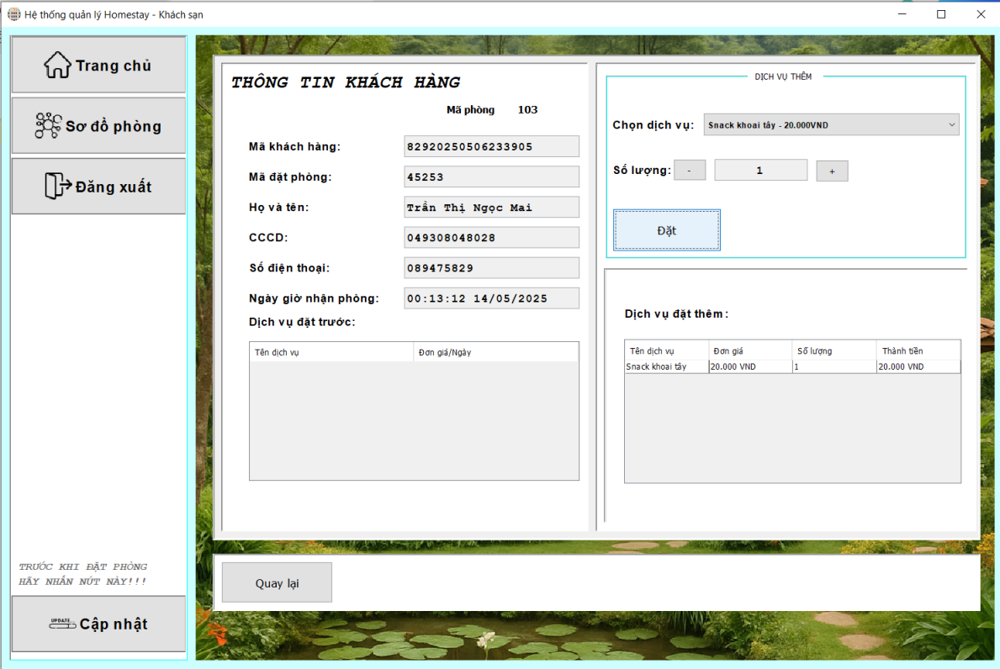 Hệ thống quản lý Homestay - Khách sạn
Trang chủ
Sơ đồ phòng
Đăng xuất
TRƯỚC KHI ĐẶT PHÒNG
HÃY NHẤN NÚT NÀY!!!
UPDATE...
Cập nhật
THÔNG TIN KHÁCH HÀNG
Mã phòng 103
Mã khách hàng: 82920250506233905
Mã đặt phòng: 45253
Họ và tên: Trần Thị Ngọc Mai
CCCD: 049308048028
Số điện thoại: 089475829
Ngày giờ nhận phòng: 00:13:12 14/05/2025
Dịch vụ đặt trước:
Tên dịch vụ Đơn giá/Ngày
DỊCH VỤ THÊM
Chọn dịch vụ: Snack khoai tây - 20.000VND
Số lượng: - 1 +
Đặt
Dịch vụ đặt thêm:
Tên dịch vụ Đơn giá Số lượng Thành tiền
Snack khoai tây 20.000 VND 1 20.000 VND
Quay lại